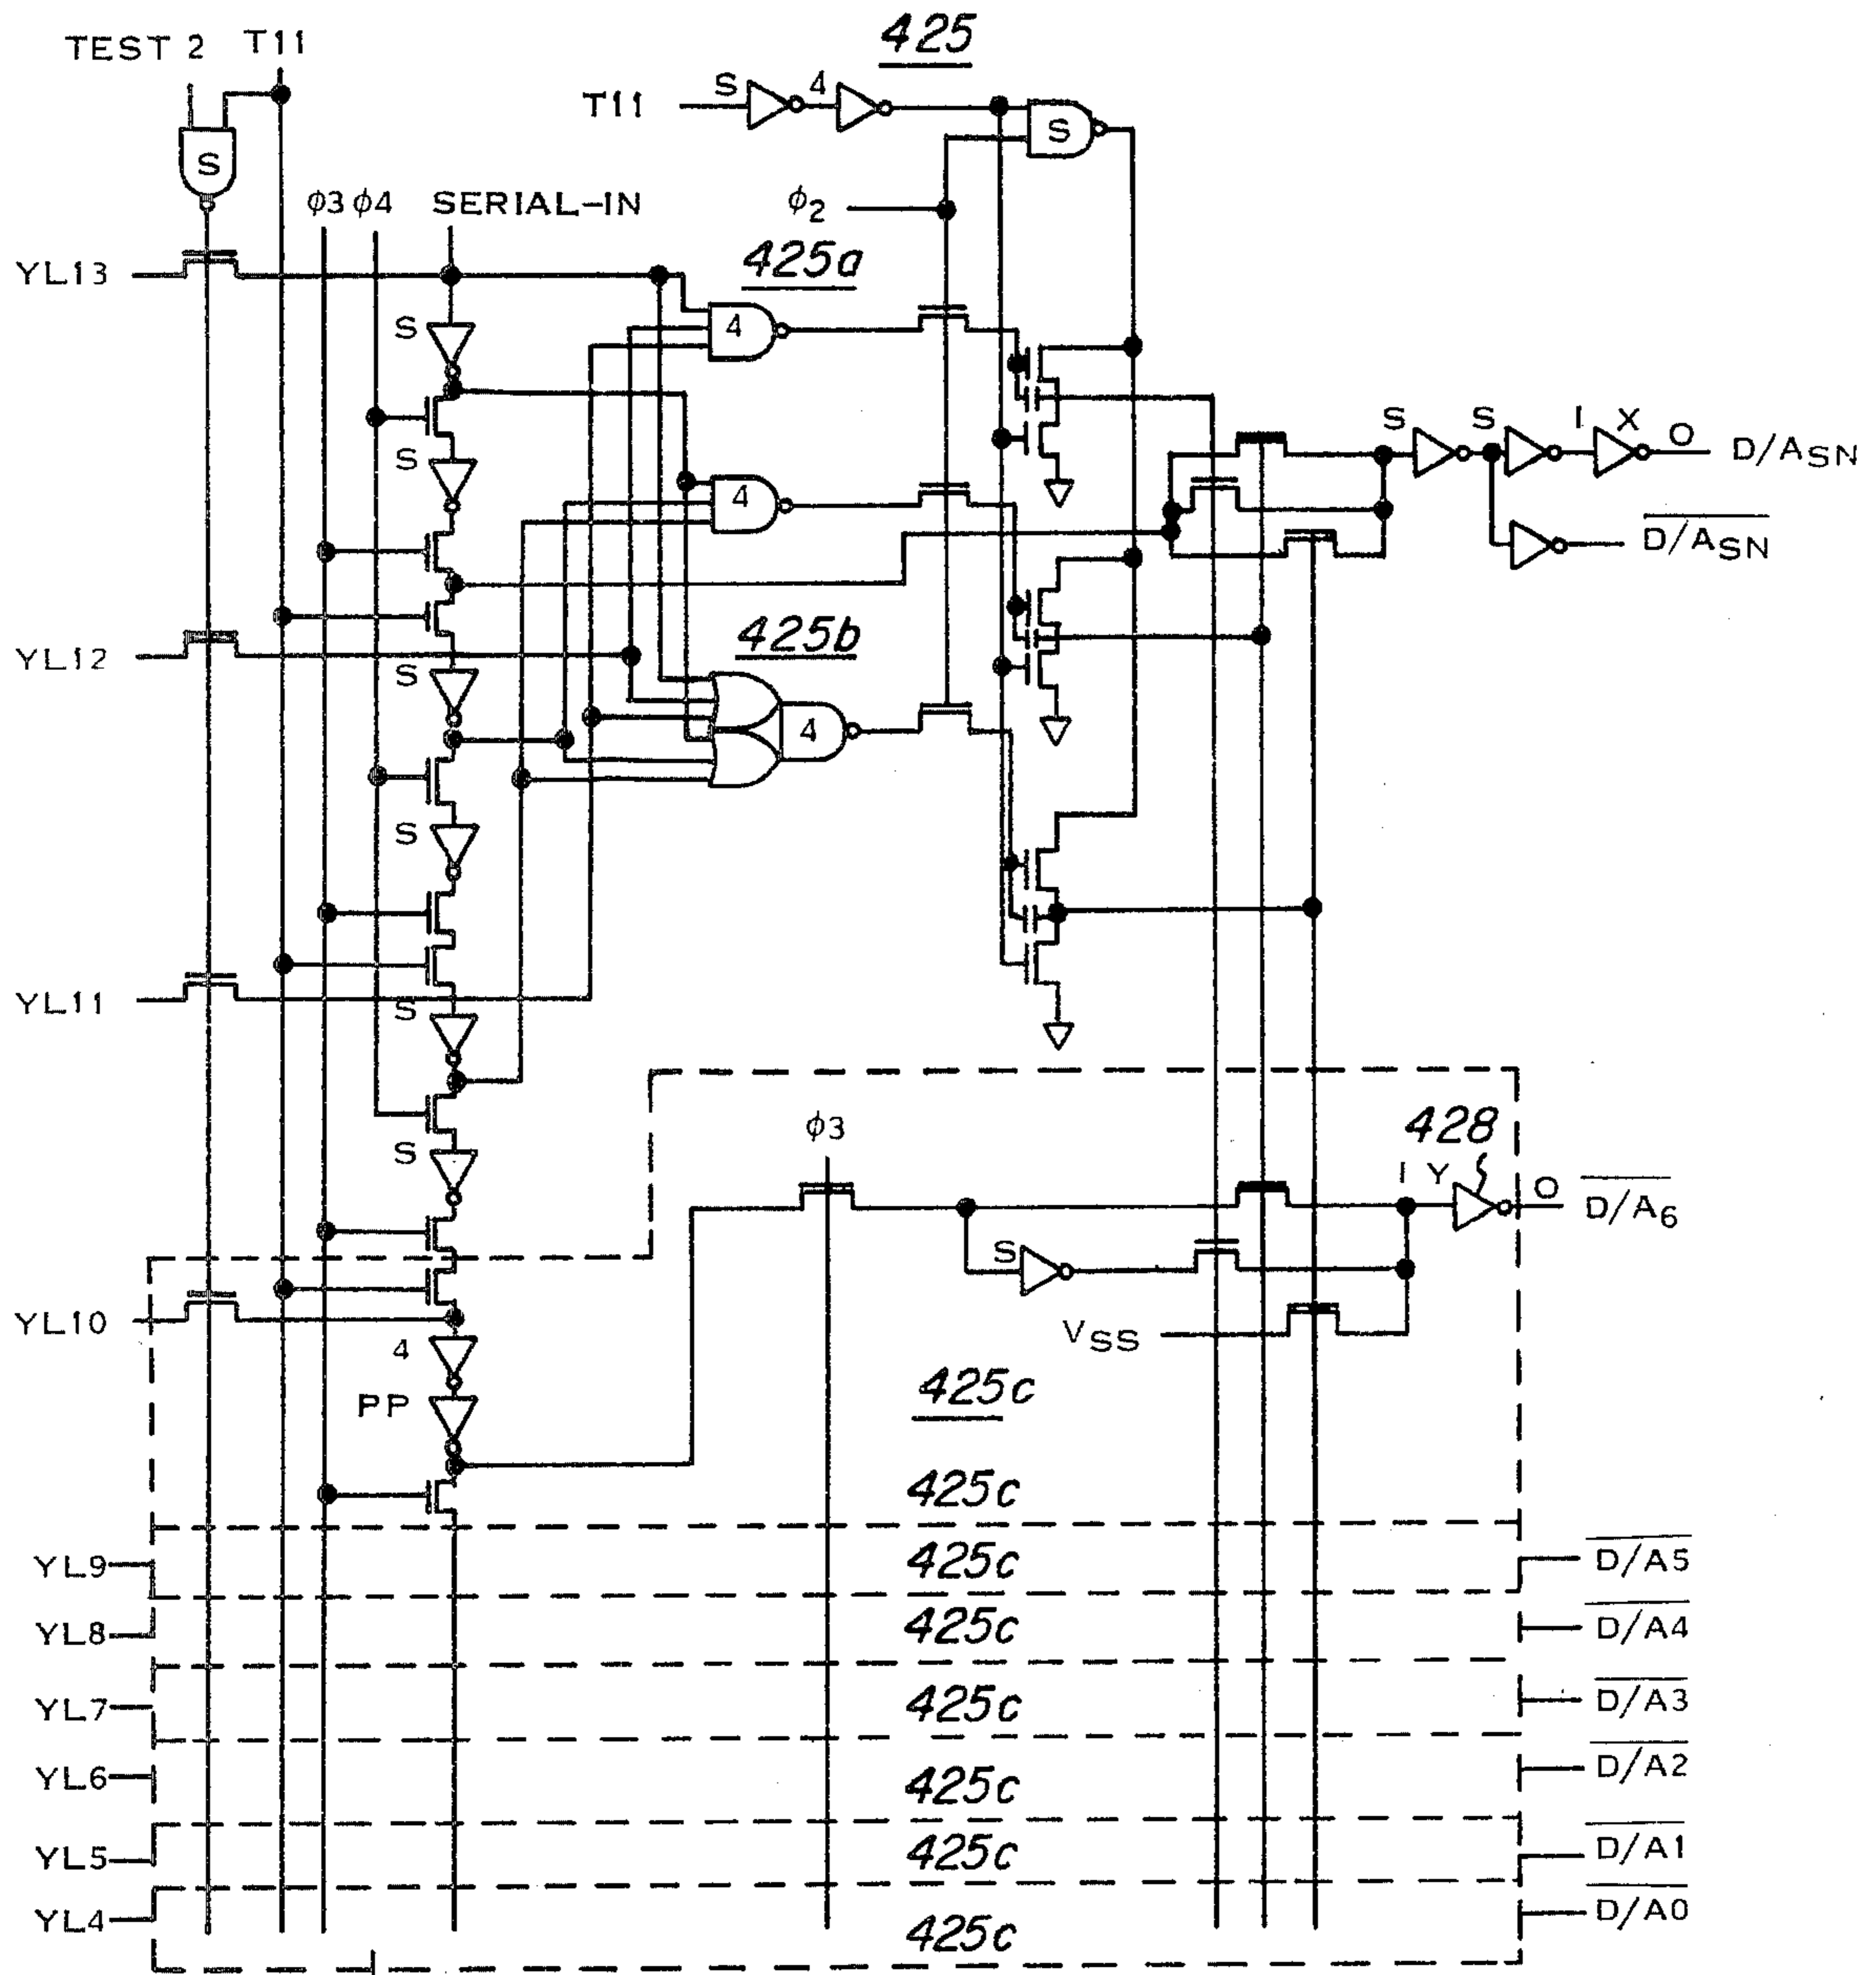 425
TEST 2 T11
T11 S 4
S
S
φ3 φ4 SERIAL-IN
φ2
425a
YL13
S
4
S
4
S S I X O D/ASN
D/ASN
425b
YL12
S
4
S
YL11
S
φ3
428
S
I Y O D/A6
S
YL10
VSS
4
PP
425c
425c
YL9 425c D/A5
YL8 425c D/A4
YL7 425c D/A3
YL6 425c D/A2
YL5 425c D/A1
YL4 425c D/A0